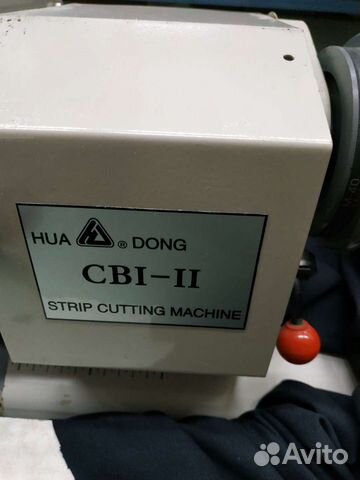 HUA ® DONG
CBI-II
STRIP CUTTING MACHINE
Avito